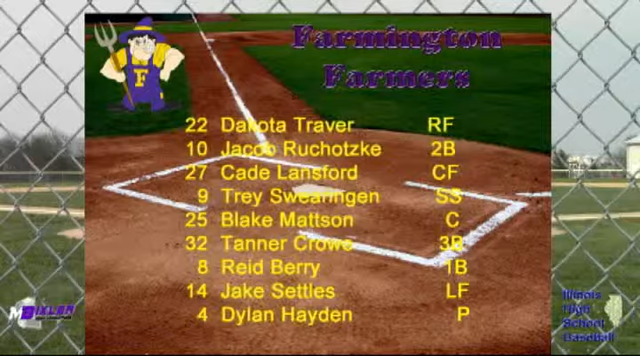 Farmington
Farmers
F
22 Dakota Traver RF
10 Jacob Ruchotzke 2B
27 Cade Lansford CF
9 Trey Swearingen SS
25 Blake Mattson C
32 Tanner Crowe 3B
8 Reid Berry 1B
14 Jake Settles LF
4 Dylan Hayden P
Illinois
High
School
Baseball